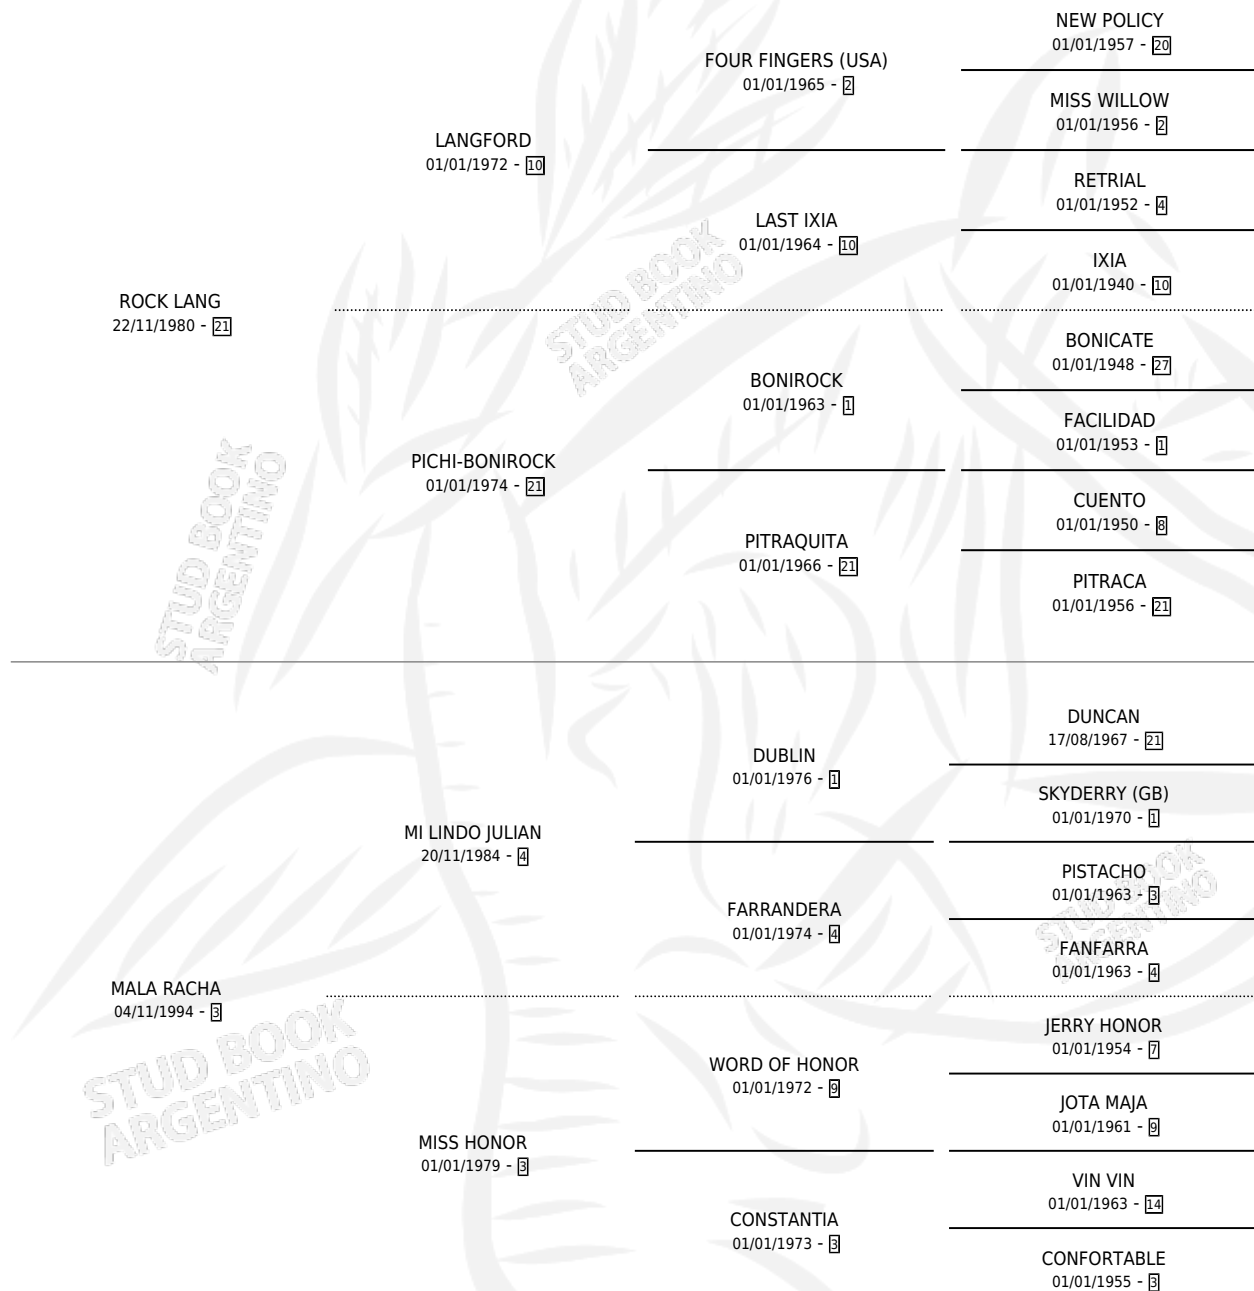 NEW POLICY
01/01/1957 - 20
FOUR FINGERS (USA)
01/01/1965 - 2
MISS WILLOW
01/01/1956 - 2
LANGFORD
01/01/1972 - 10
RETRIAL
01/01/1952 - 4
LAST IXIA
01/01/1964 - 10
IXIA
01/01/1940 - 10
ROCK LANG
22/11/1980 - 21
BONICATE
01/01/1948 - 27
BONIROCK
01/01/1963 - 1
FACILIDAD
01/01/1953 - 1
PICHI-BONIROCK
01/01/1974 - 21
CUENTO
01/01/1950 - 8
PITRAQUITA
01/01/1966 - 21
PITRACA
01/01/1956 - 21
DUNCAN
17/08/1967 - 21
DUBLIN
01/01/1976 - 1
SKYDERRY (GB)
01/01/1970 - 1
MI LINDO JULIAN
20/11/1984 - 4
PISTACHO
01/01/1963 - 3
FARRANDERA
01/01/1974 - 4
FANFARRA
01/01/1963 - 4
MALA RACHA
04/11/1994 - 3
JERRY HONOR
01/01/1954 - 7
WORD OF HONOR
01/01/1972 - 9
JOTA MAJA
01/01/1961 - 9
MISS HONOR
01/01/1979 - 3
VIN VIN
01/01/1963 - 14
CONSTANTIA
01/01/1973 - 3
CONFORTABLE
01/01/1955 - 3
STUD BOOK
ARGENTINO
STUD BOOK
ARGENTINO
STUD BOOK
ARGENTINO
STUD BOOK
ARGENTINO